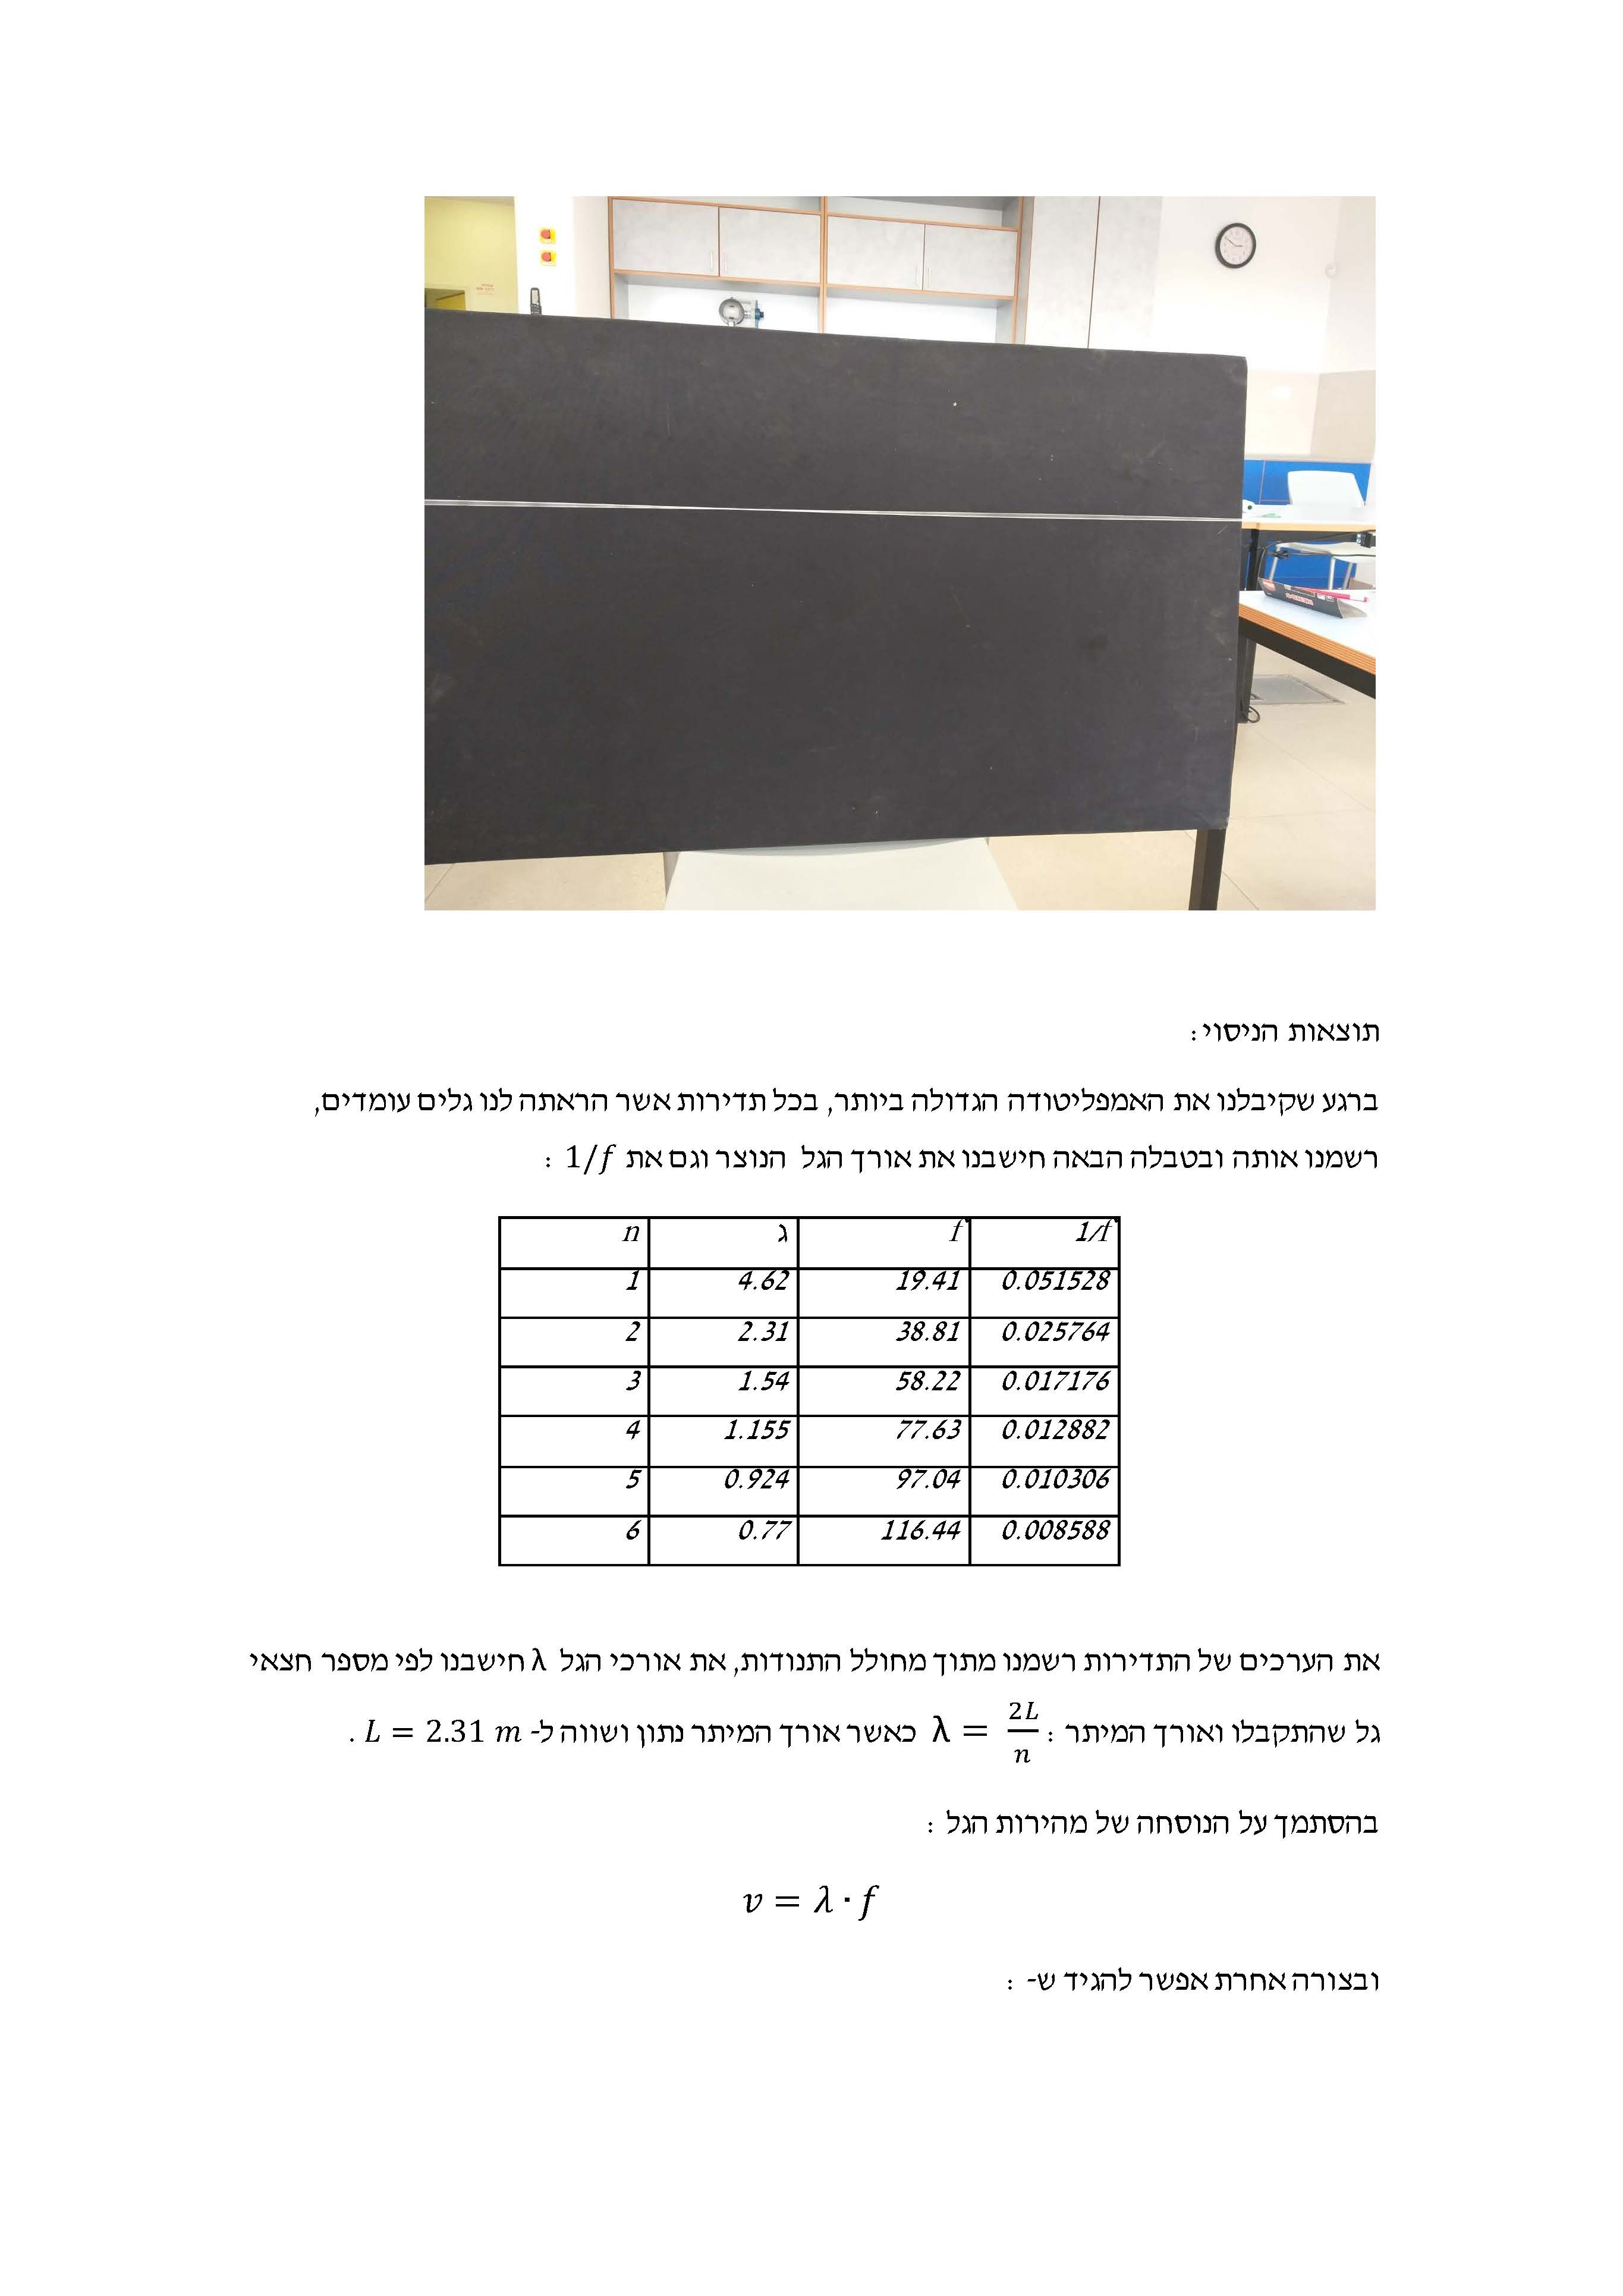 תוצאות הניסוי:
ברגע שקיבלנו את האמפליטודה הגדולה ביותר, בכל תדירות אשר הראתה לנו גלים עומדים,
רשמנו אותה ובטבלה הבאה חישבנו את אורך הגל הנוצר וגם את 1/f :
n ג f 1/f
1 4.62 19.41 0.051528
2 2.31 38.81 0.025764
3 1.54 58.22 0.017176
4 1.155 77.63 0.012882
5 0.924 97.04 0.010306
6 0.77 116.44 0.008588
את הערכים של התדירות רשמנו מתוך מחולל התנודות, את אורכי הגל λ חישבנו לפי מספר חצאי
גל שהתקבלו ואורך המיתר : λ = 2L/n כאשר אורך המיתר נתון ושווה ל- L = 2.31 m .
בהסתמך על הנוסחה של מהירות הגל :
v = λ · f
ובצורה אחרת אפשר להגיד ש- :